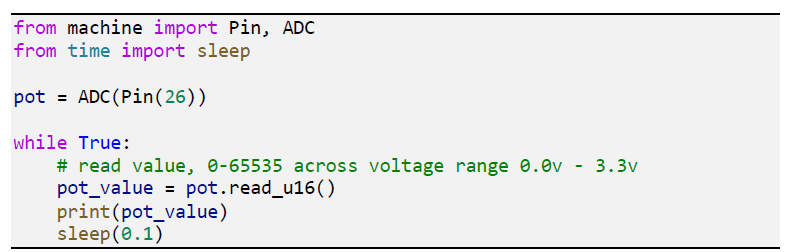 from machine import Pin, ADC
from time import sleep

pot = ADC(Pin(26))

while True:
    # read value, 0-65535 across voltage range 0.0v - 3.3v
    pot_value = pot.read_u16()
    print(pot_value)
    sleep(0.1)